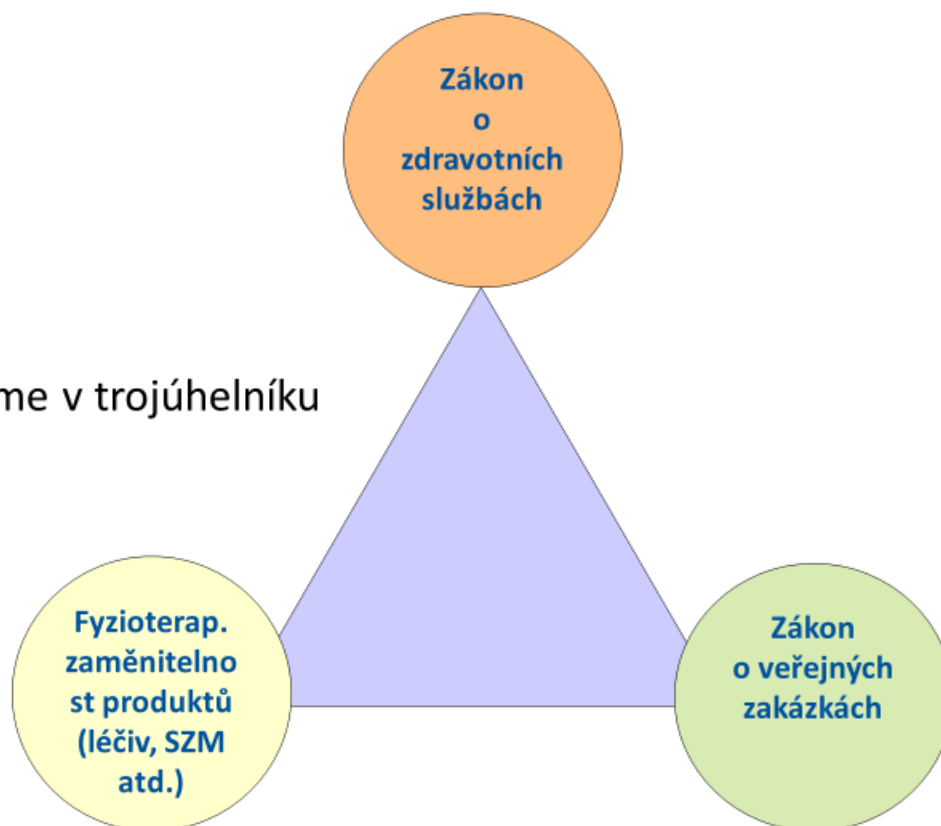 Zákon
o
zdravotních
službách
me v trojúhelníku
Fyzioterap.
zaměnitelno
st produktů
(léčiv, SZM
atd.)
Zákon
o veřejných
zakázkách